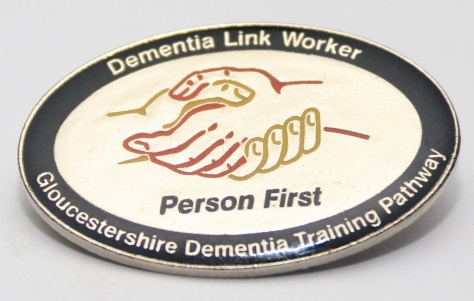 Dementia Link Worker
Person First
Gloucestershire Dementia Training Pathway